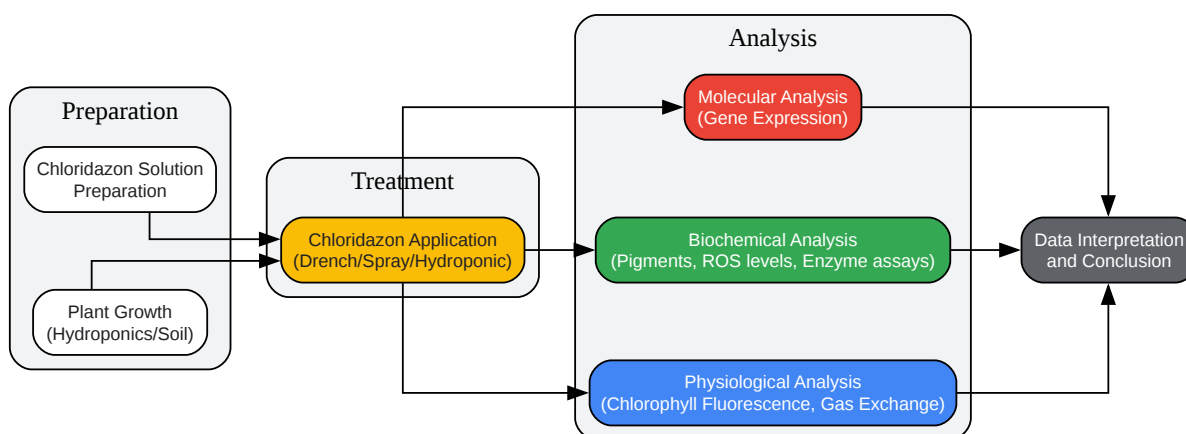 Preparation
Chloridazon Solution
Preparation
Plant Growth
(Hydroponics/Soil)
Treatment
Chloridazon Application
(Drench/Spray/Hydroponic)
Analysis
Molecular Analysis
(Gene Expression)
Biochemical Analysis
(Pigments, ROS levels, Enzyme assays)
Physiological Analysis
(Chlorophyll Fluorescence, Gas Exchange)
Data Interpretation
and Conclusion